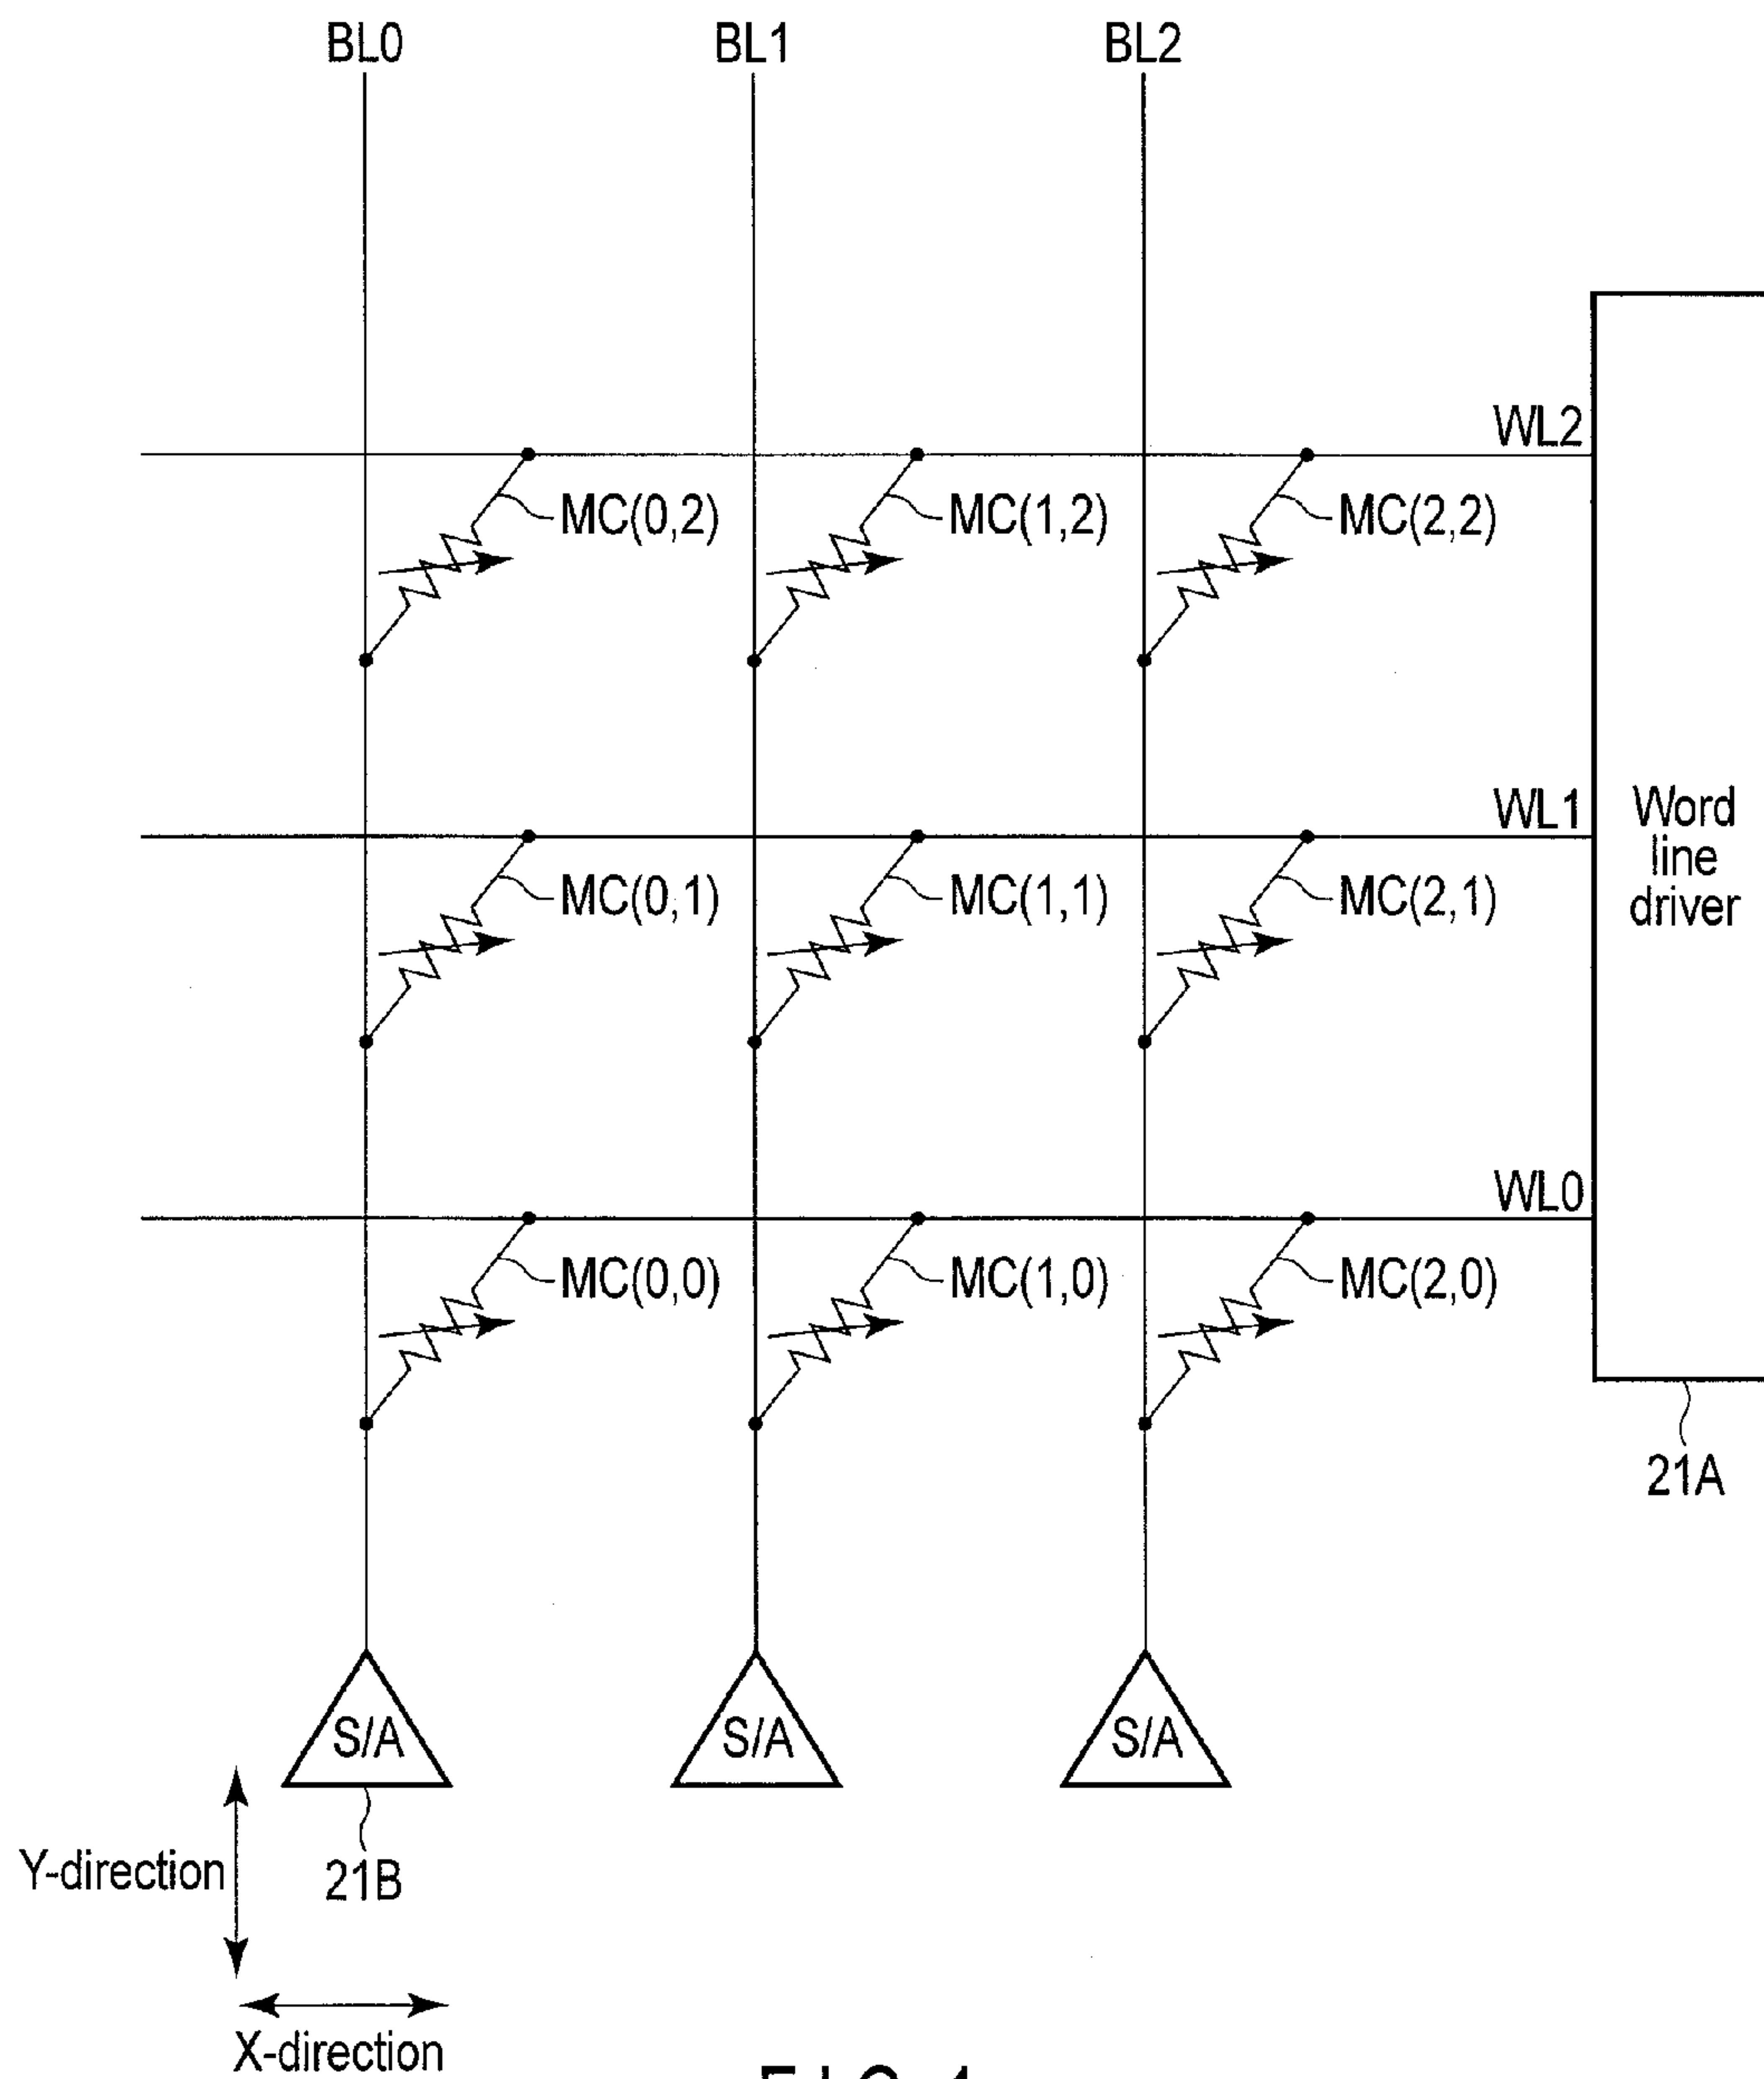 BL0 BL1 BL2
WL2
MC(0,2) MC(1,2) MC(2,2)
WL1
Word
line
driver
MC(0,1) MC(1,1) MC(2,1)
WL0
MC(0,0) MC(1,0) MC(2,0)
21A
S/A S/A S/A
Y-direction
21B
X-direction